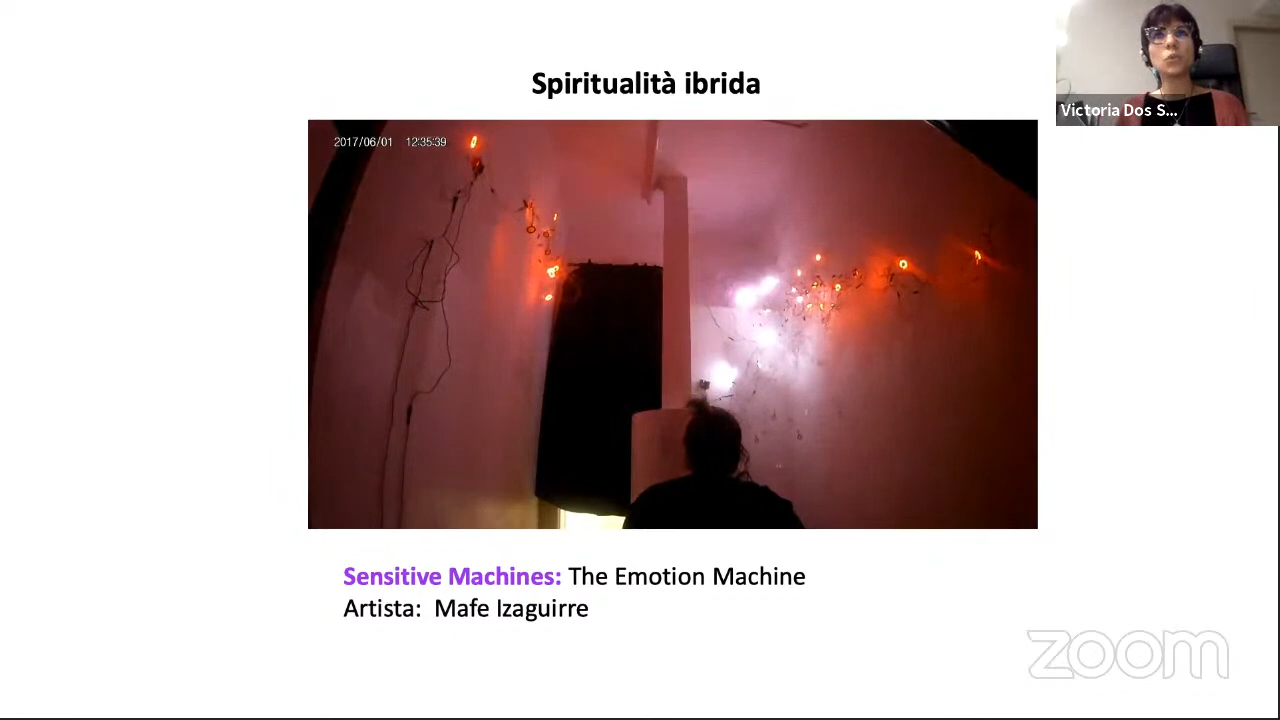 Spiritualità ibrida
Victoria Dos S...
2017/06/01 12:35:39
Sensitive Machines: The Emotion Machine
Artista: Mafe Izaguirre
zoom